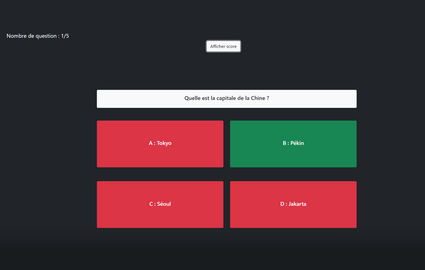 Nombre de question : 1/5
Afficher score
Quelle est la capitale de la Chine ?
A : Tokyo
B : Pékin
C : Séoul
D : Jakarta